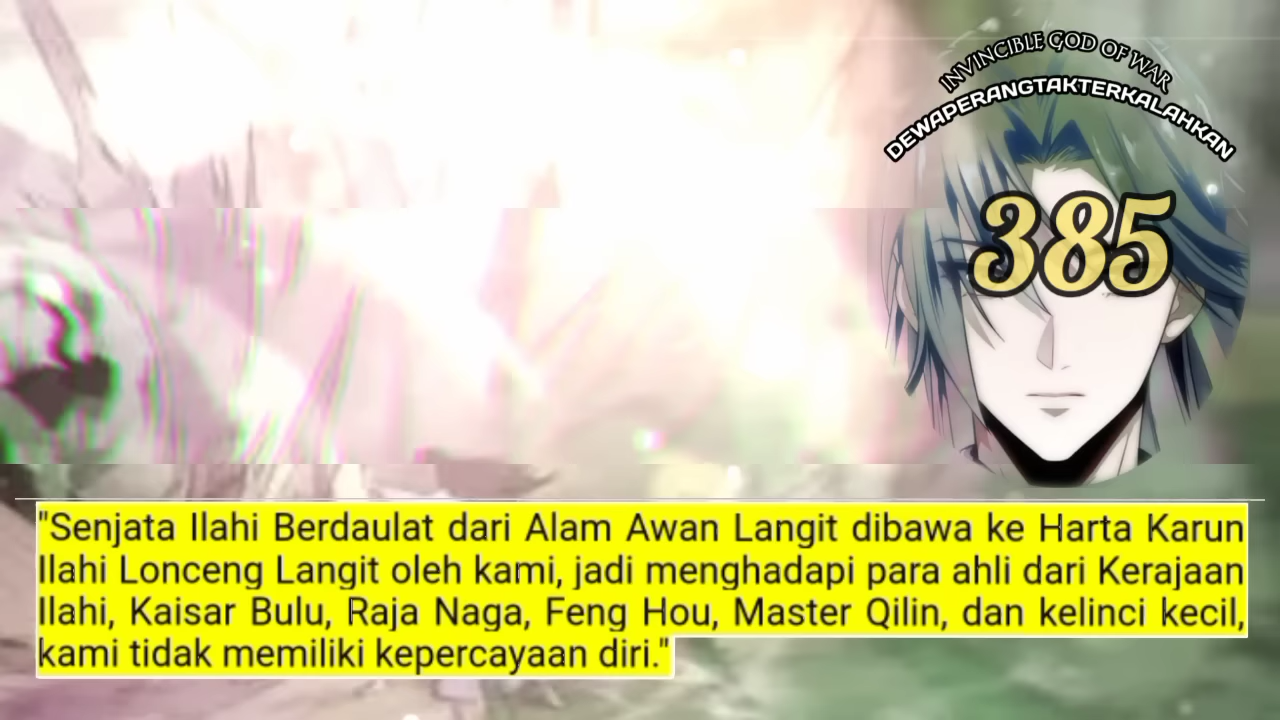 INVINCIBLE GOD OF WAR
DEWAPERANGTAKTERKALAHKAN
385
"Senjata Ilahi Berdaulat dari Alam Awan Langit dibawa ke Harta Karun
Ilahi Lonceng Langit oleh kami, jadi menghadapi para ahli dari Kerajaan
Ilahi, Kaisar Bulu, Raja Naga, Feng Hou, Master Qilin, dan kelinci kecil,
kami tidak memiliki kepercayaan diri."